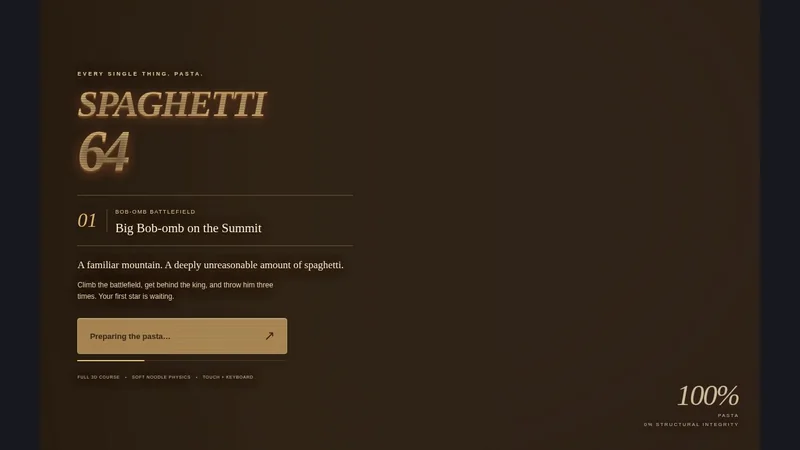 EVERY SINGLE THING. PASTA.
SPAGHETTI
64
01
BOB-OMB BATTLEFIELD
Big Bob-omb on the Summit
A familiar mountain. A deeply unreasonable amount of spaghetti.
Climb the battlefield, get behind the king, and throw him three
times. Your first star is waiting.
Preparing the pasta... ↗
FULL 3D COURSE • SOFT NOODLE PHYSICS • TOUCH + KEYBOARD
100%
PASTA
0% STRUCTURAL INTEGRITY